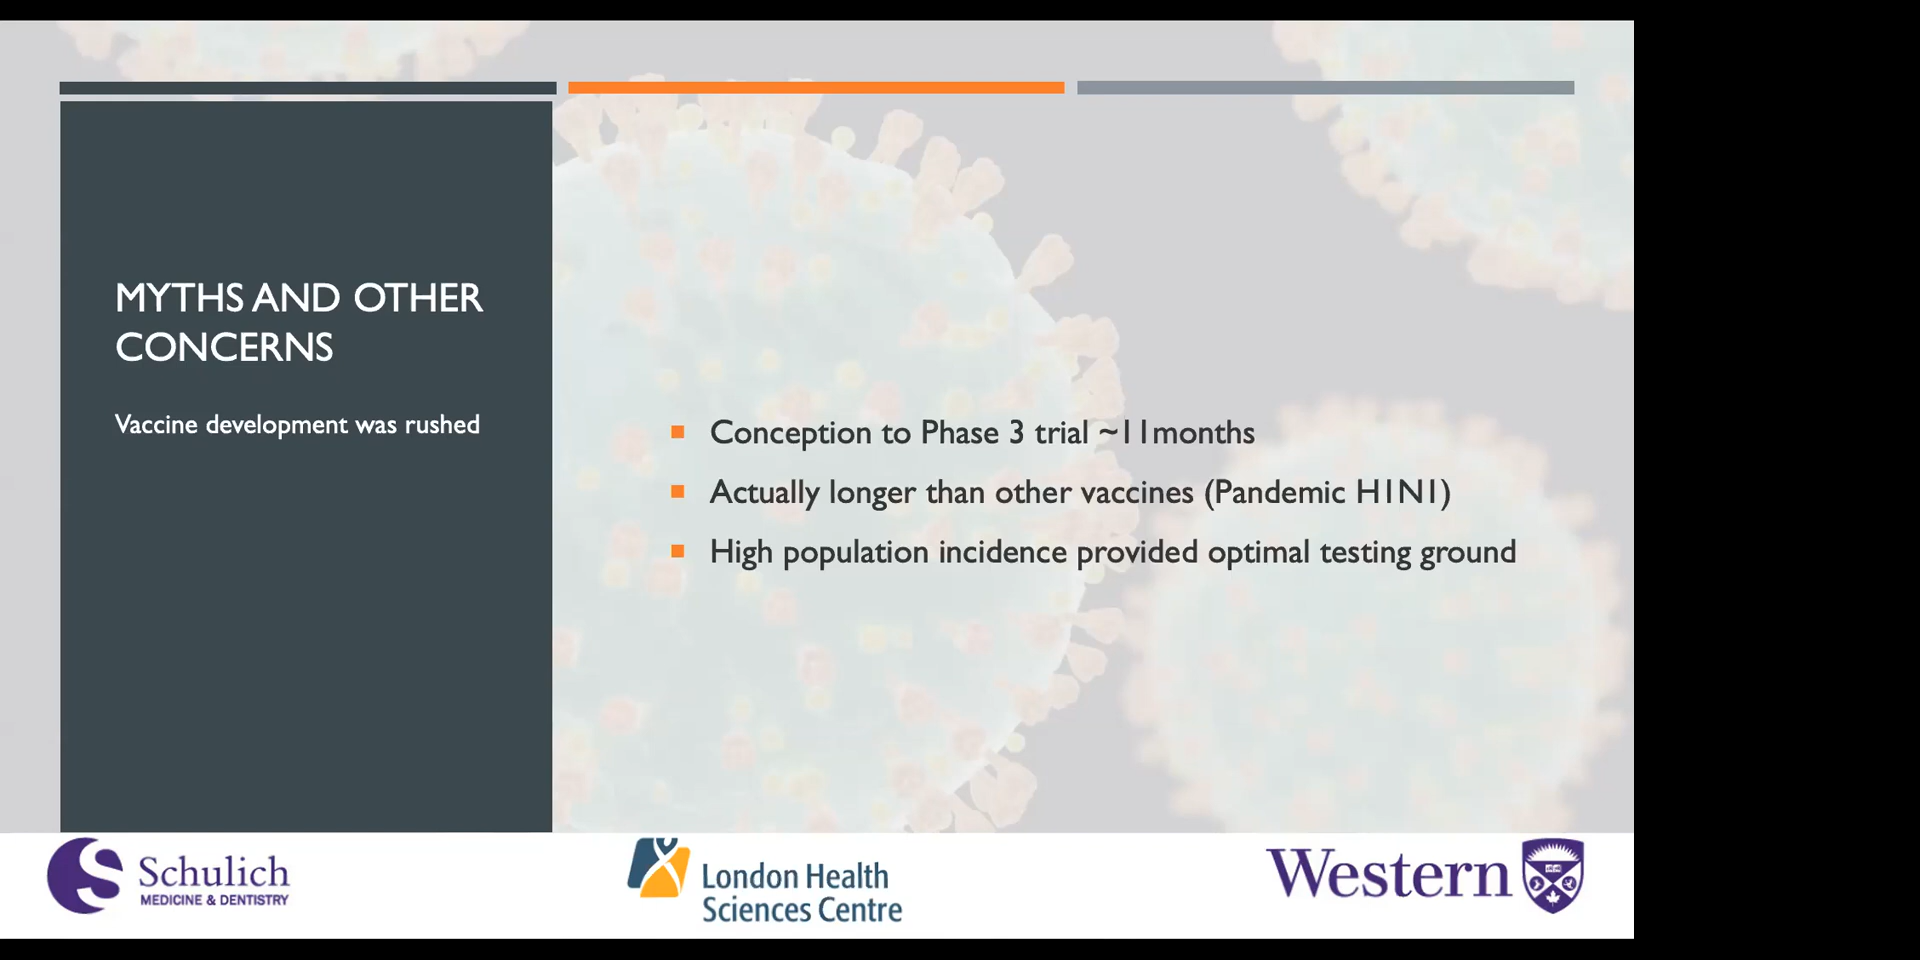 MYTHS AND OTHER
CONCERNS
Vaccine development was rushed
Conception to Phase 3 trial ~11months
Actually longer than other vaccines (Pandemic H1N1)
High population incidence provided optimal testing ground
Schulich
MEDICINE & DENTISTRY
London Health
Sciences Centre
Western